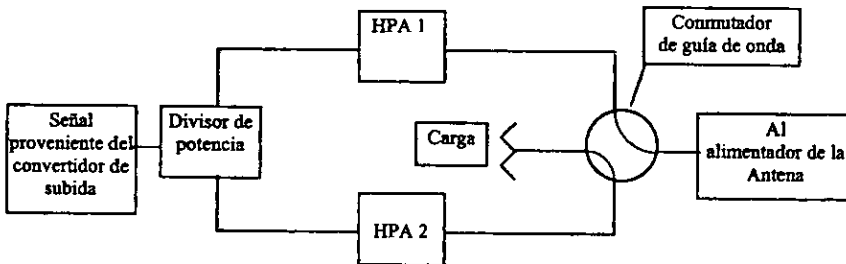 HPA 1
Conmutador
de guía de onda
Señal
proveniente del
convertidor de
subida
Divisor de
potencia
Carga
Al
alimentador de la
Antena
HPA 2